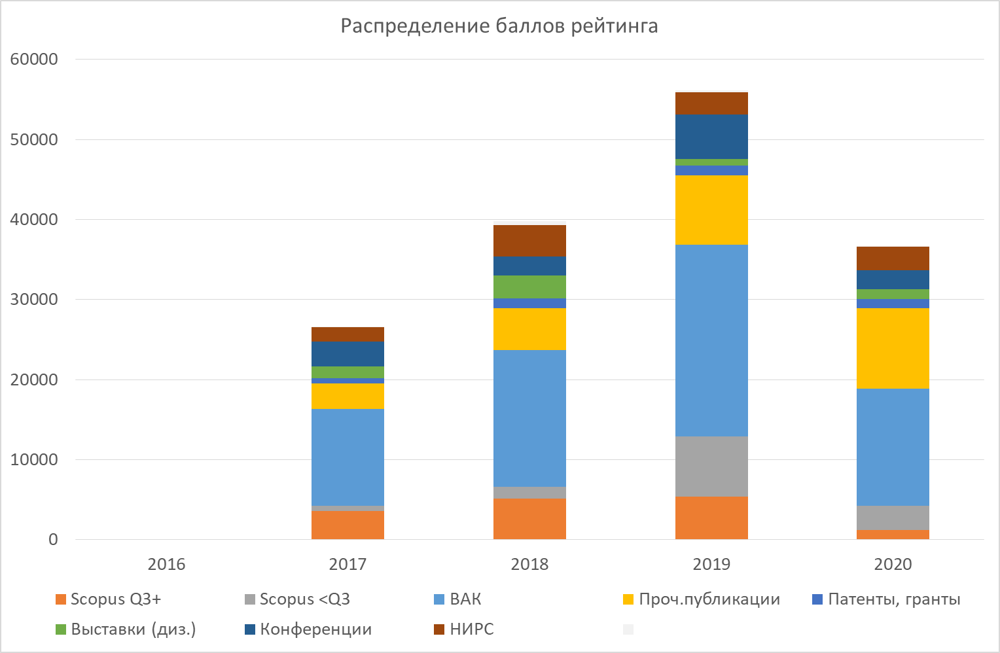 Распределение баллов рейтинга
60000
50000
40000
30000
20000
10000
0
2016 2017 2018 2019 2020
Scopus Q3+ Scopus <Q3 ВАК Проч.публикации Патенты, гранты
Выставки (диз.) Конференции НИРС